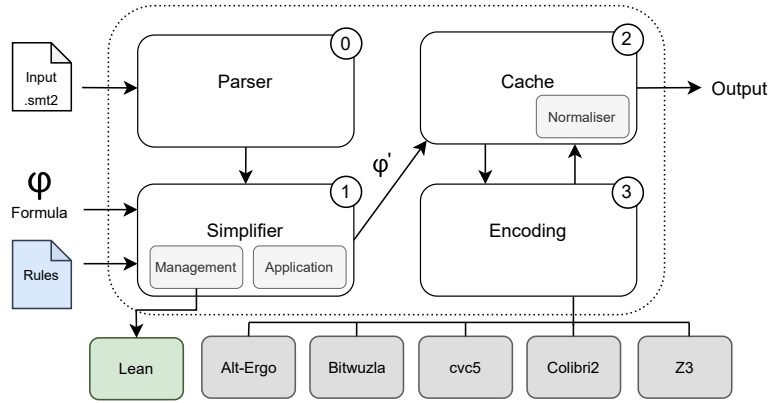 Input
.smt2
0
Parser
2
Cache
Normaliser
Output
φ
Formula
φ'
1
Simplifier
Management
Application
3
Encoding
Rules
Lean
Alt-Ergo
Bitwuzla
cvc5
Colibri2
Z3